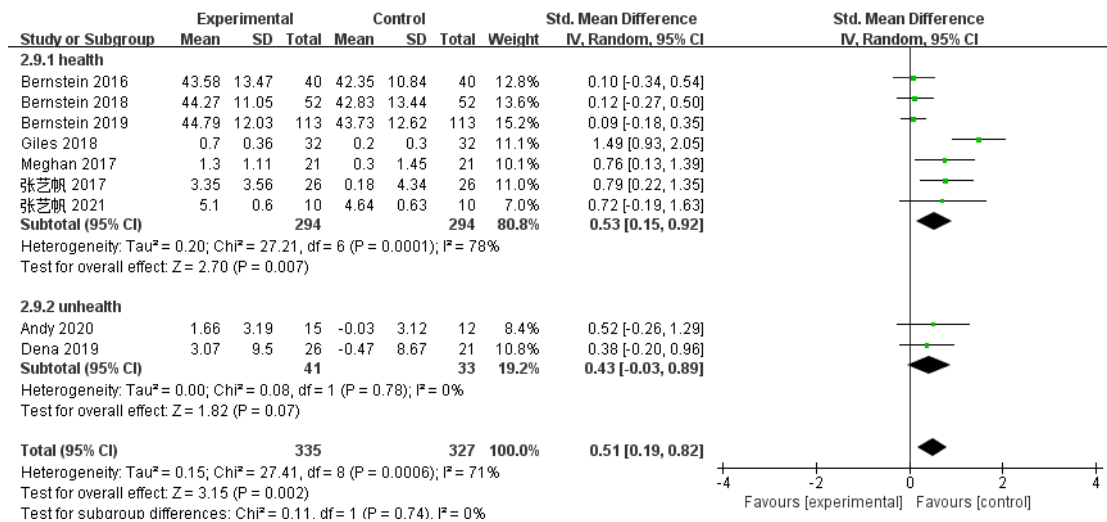 Experimental Control Std. Mean Difference Std. Mean Difference
Study or Subgroup Mean SD Total Mean SD Total Weight IV, Random, 95% CI IV, Random, 95% CI
2.9.1 health
Bernstein 2016 43.58 13.47 40 42.35 10.84 40 12.8% 0.10 [-0.34, 0.54]
Bernstein 2018 44.27 11.05 52 42.83 13.44 52 13.6% 0.12 [-0.27, 0.50]
Bernstein 2019 44.79 12.03 113 43.73 12.62 113 15.2% 0.09 [-0.18, 0.35]
Giles 2018 0.7 0.36 32 0.2 0.3 32 11.1% 1.49 [0.93, 2.05]
Meghan 2017 1.3 1.11 21 0.3 1.45 21 10.1% 0.76 [0.13, 1.39]
张艺帆 2017 3.35 3.56 26 0.18 4.34 26 11.0% 0.79 [0.22, 1.35]
张艺帆 2021 5.1 0.6 10 4.64 0.63 10 7.0% 0.72 [-0.19, 1.63]
Subtotal (95% CI) 294 294 80.8% 0.53 [0.15, 0.92]
Heterogeneity: Tau² = 0.20; Chi² = 27.21, df = 6 (P = 0.0001); I² = 78%
Test for overall effect: Z = 2.70 (P = 0.007)
2.9.2 unhealth
Andy 2020 1.66 3.19 15 -0.03 3.12 12 8.4% 0.52 [-0.26, 1.29]
Dena 2019 3.07 9.5 26 -0.47 8.67 21 10.8% 0.38 [-0.20, 0.96]
Subtotal (95% CI) 41 33 19.2% 0.43 [-0.03, 0.89]
Heterogeneity: Tau² = 0.00; Chi² = 0.08, df = 1 (P = 0.78); I² = 0%
Test for overall effect: Z = 1.82 (P = 0.07)
Total (95% CI) 335 327 100.0% 0.51 [0.19, 0.82]
Heterogeneity: Tau² = 0.15; Chi² = 27.41, df = 8 (P = 0.0006); I² = 71%
Test for overall effect: Z = 3.15 (P = 0.002)
Test for subgroup differences: Chi² = 0.11, df = 1 (P = 0.74), I² = 0%
-4 -2 0 2 4
Favours [experimental] Favours [control]